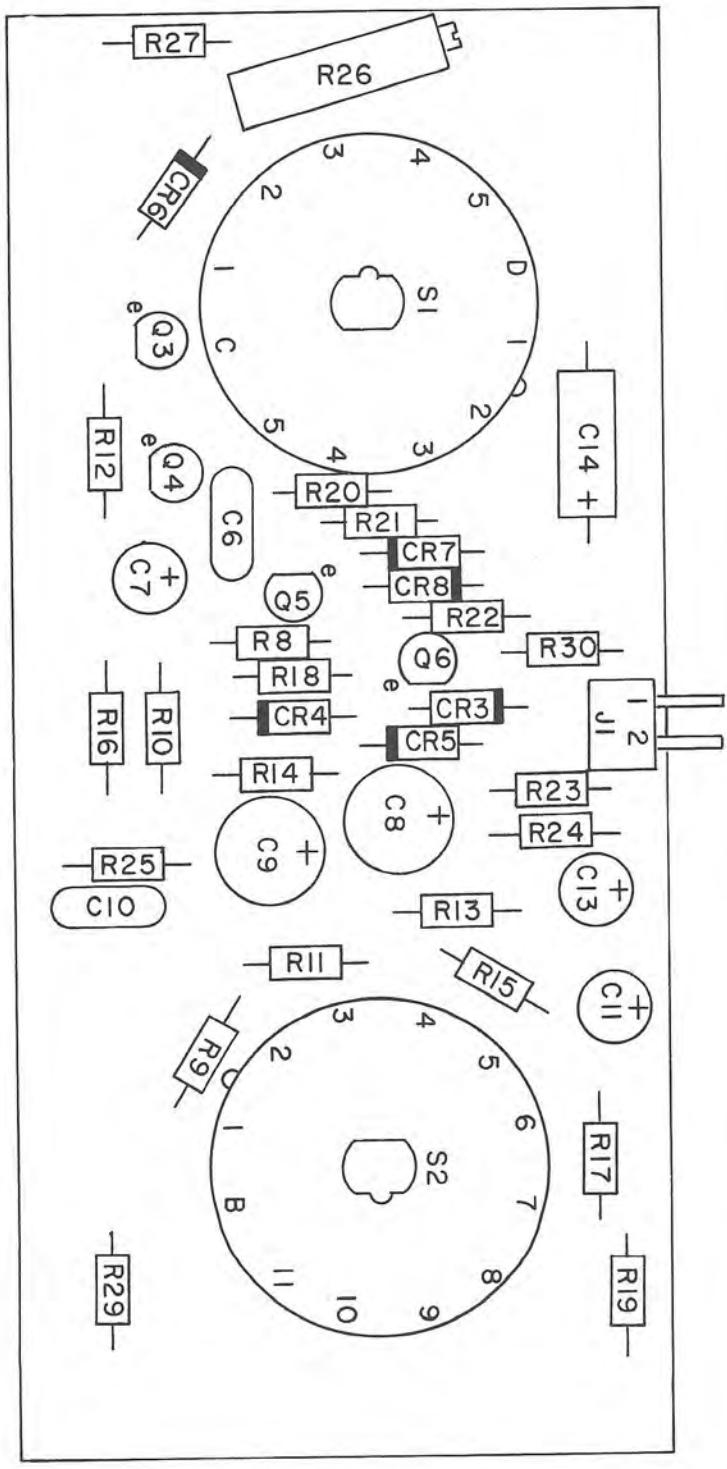 R27
R26
CR6
3
4
2
5
I
D
S1
C
I
5
2
4
3
e
Q3
R12
e
Q4
C6
C14 +
R20
R21
CR7
CR8
C7 +
e
Q5
R22
R8
Q6
R30
R18
e
CR4
CR3
CR5
J1
1
2
R16
R10
R14
R23
C8 +
R24
C9 +
R25
C13 +
C10
R13
R11
R15
C11 +
R9
3
4
2
5
6
I
S2
B
7
8
11
10
9
R17
R29
R19